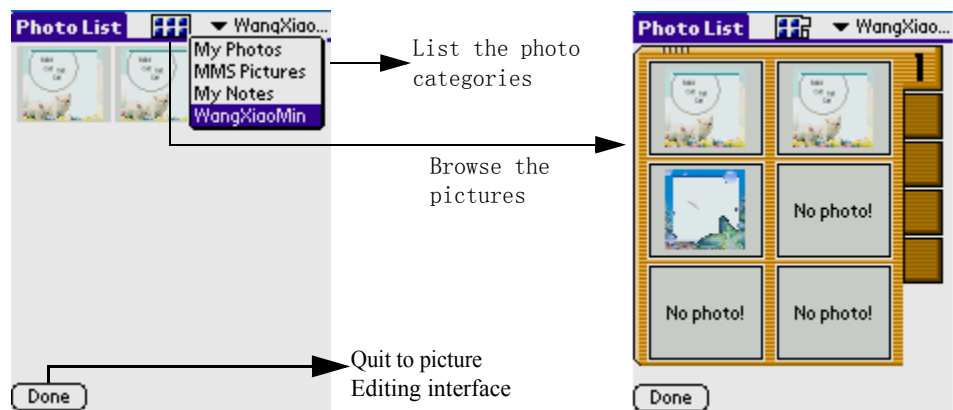 Photo List
WangXiao...
My Photos
MMS Pictures
My Notes
WangXiaoMin
Done
List the photo
categories
Browse the
pictures
Quit to picture
Editing interface
Photo List
WangXiao...
1
No photo!
No photo!
No photo!
Done